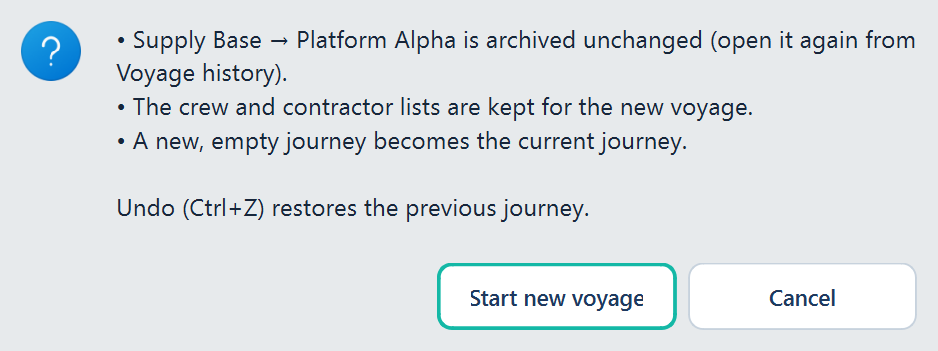 ?
• Supply Base → Platform Alpha is archived unchanged (open it again from
Voyage history).
• The crew and contractor lists are kept for the new voyage.
• A new, empty journey becomes the current journey.
Undo (Ctrl+Z) restores the previous journey.
Start new voyage
Cancel